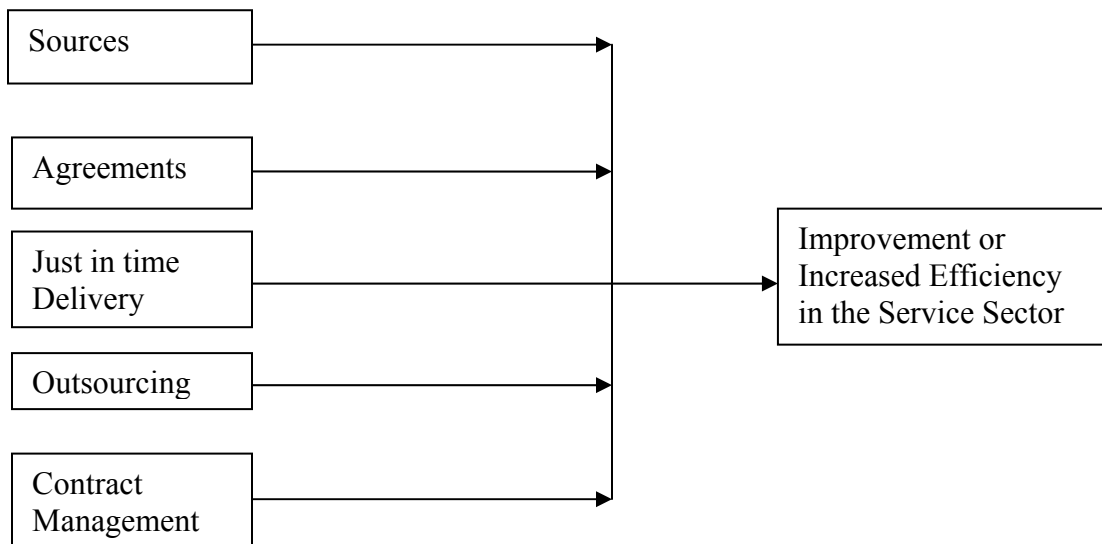 Sources
Agreements
Just in time
Delivery
Outsourcing
Contract
Management
Improvement or
Increased Efficiency
in the Service Sector